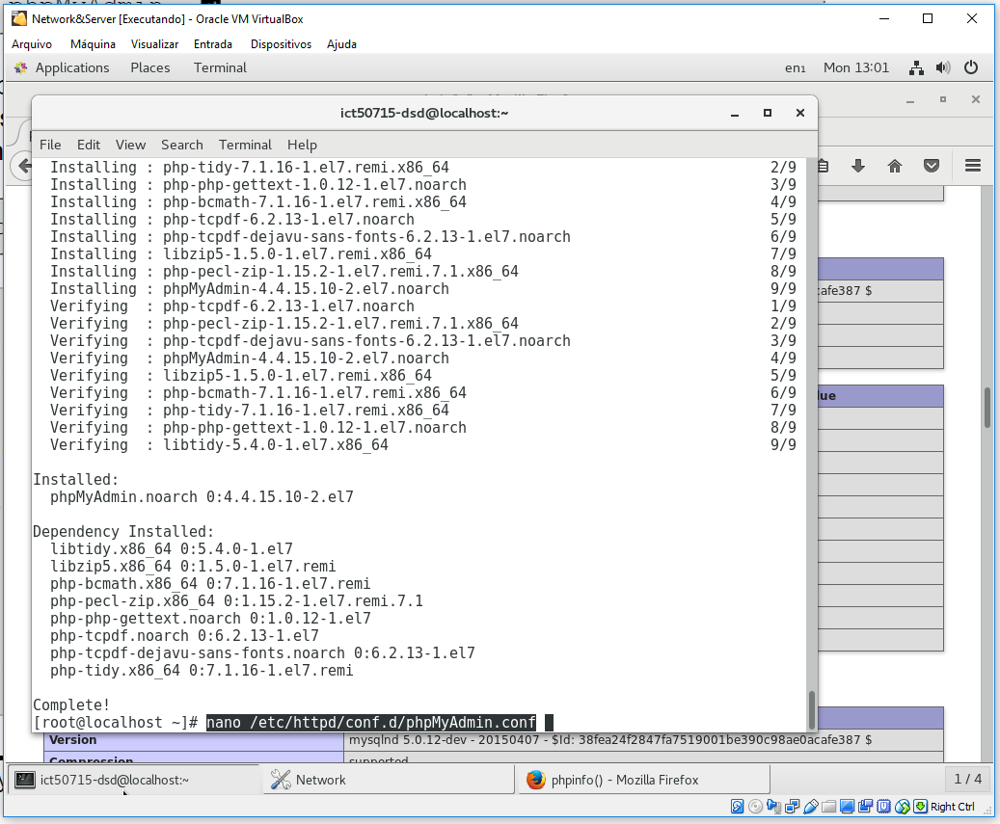 phpMyAdmin
Network&Server [Executando] - Oracle VM VirtualBox
Arquivo Máquina Visualizar Entrada Dispositivos Ajuda
Applications Places Terminal en₁ Mon 13:01
ict50715-dsd@localhost:~
File Edit View Search Terminal Help
Installing : php-tidy-7.1.16-1.el7.remi.x86_64 2/9
Installing : php-php-gettext-1.0.12-1.el7.noarch 3/9
Installing : php-bcmath-7.1.16-1.el7.remi.x86_64 4/9
Installing : php-tcpdf-6.2.13-1.el7.noarch 5/9
Installing : php-tcpdf-dejavu-sans-fonts-6.2.13-1.el7.noarch 6/9
Installing : libzip5-1.5.0-1.el7.remi.x86_64 7/9
Installing : php-pecl-zip-1.15.2-1.el7.remi.7.1.x86_64 8/9
Installing : phpMyAdmin-4.4.15.10-2.el7.noarch 9/9
Verifying : php-tcpdf-6.2.13-1.el7.noarch 1/9
Verifying : php-pecl-zip-1.15.2-1.el7.remi.7.1.x86_64 2/9
Verifying : php-tcpdf-dejavu-sans-fonts-6.2.13-1.el7.noarch 3/9
Verifying : phpMyAdmin-4.4.15.10-2.el7.noarch 4/9
Verifying : libzip5-1.5.0-1.el7.remi.x86_64 5/9
Verifying : php-bcmath-7.1.16-1.el7.remi.x86_64 6/9
Verifying : php-tidy-7.1.16-1.el7.remi.x86_64 7/9
Verifying : php-php-gettext-1.0.12-1.el7.noarch 8/9
Verifying : libtidy-5.4.0-1.el7.x86_64 9/9
Installed:
phpMyAdmin.noarch 0:4.4.15.10-2.el7
Dependency Installed:
libtidy.x86_64 0:5.4.0-1.el7
libzip5.x86_64 0:1.5.0-1.el7.remi
php-bcmath.x86_64 0:7.1.16-1.el7.remi
php-pecl-zip.x86_64 0:1.15.2-1.el7.remi.7.1
php-php-gettext.noarch 0:1.0.12-1.el7
php-tcpdf.noarch 0:6.2.13-1.el7
php-tcpdf-dejavu-sans-fonts.noarch 0:6.2.13-1.el7
php-tidy.x86_64 0:7.1.16-1.el7.remi
Complete!
[root@localhost ~]# nano /etc/httpd/conf.d/phpMyAdmin.conf
cafe387 $
lue
Version mysqlnd 5.0.12-dev - 20150407 - $Id: 38fea24f2847fa7519001be390c98ae0acafe387 $
Compression supported
ict50715-dsd@localhost:~ Network phpinfo() - Mozilla Firefox 1 / 4
Right Ctrl